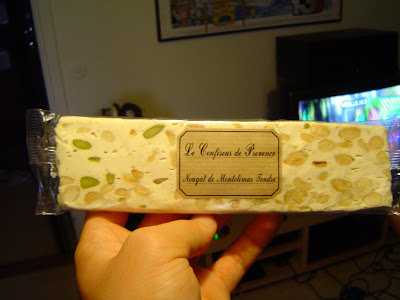 Le Confiseur de Provence
Nougat de Montelimar Tendre